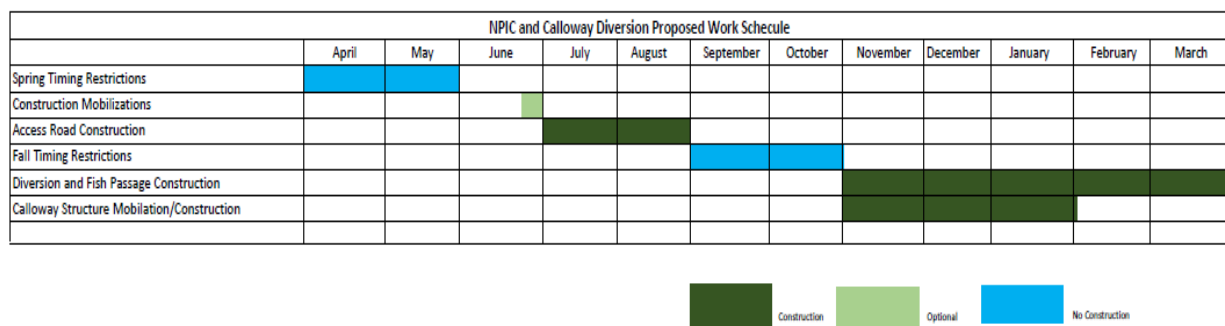 NPIC and Calloway Diversion Proposed Work Schecule
April May June July August September October November December January February March
Spring Timing Restrictions
Construction Mobilizations
Access Road Construction
Fall Timing Restrictions
Diversion and Fish Passage Construction
Calloway Structure Mobilation/Construction
Construction Optional No Construction